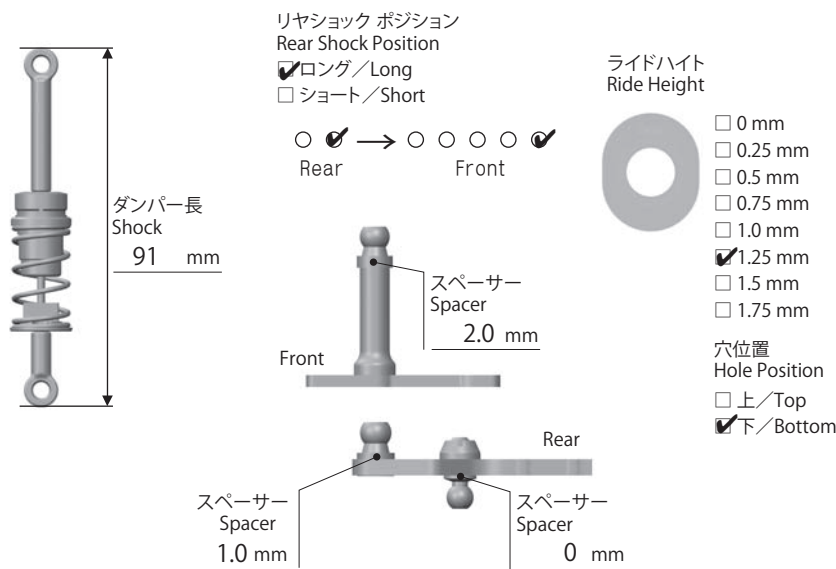 リヤショック ポジション
Rear Shock Position
ロング／Long
ショート／Short
Rear
Front
ダンパー長
Shock
91 mm
スペーサー
Spacer
2.0 mm
Front
Rear
スペーサー
Spacer
1.0 mm
スペーサー
Spacer
0 mm
ライドハイト
Ride Height
0 mm
0.25 mm
0.5 mm
0.75 mm
1.0 mm
1.25 mm
1.5 mm
1.75 mm
穴位置
Hole Position
上／Top
下／Bottom